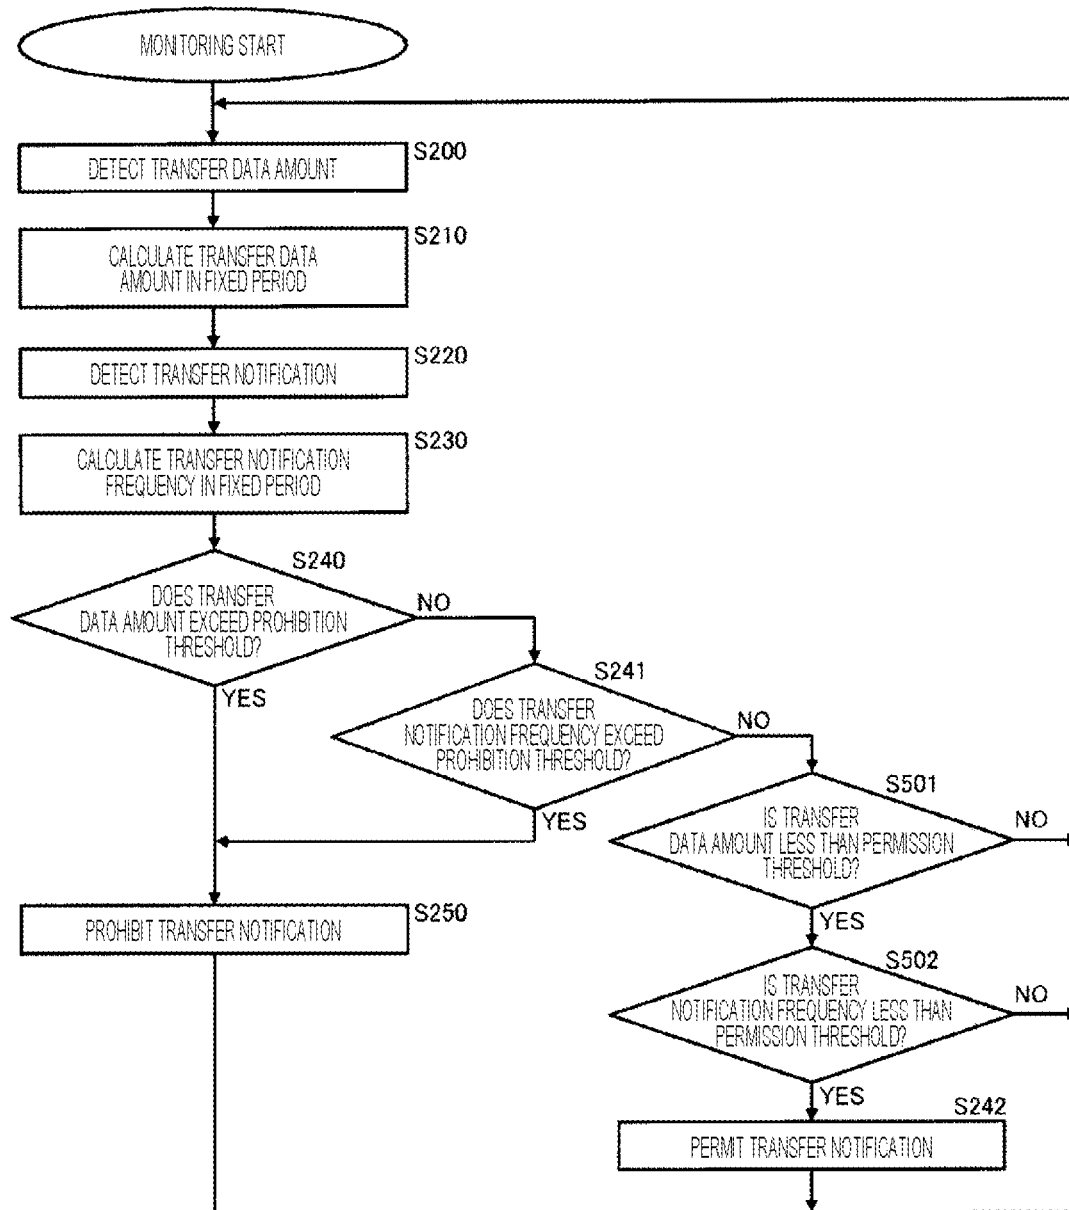 MONITORING START
S200
DETECT TRANSFER DATA AMOUNT
S210
CALCULATE TRANSFER DATA
AMOUNT IN FIXED PERIOD
S220
DETECT TRANSFER NOTIFICATION
S230
CALCULATE TRANSFER NOTIFICATION
FREQUENCY IN FIXED PERIOD
S240
DOES TRANSFER
DATA AMOUNT EXCEED PROHIBITION
THRESHOLD?
NO
YES
S241
DOES TRANSFER
NOTIFICATION FREQUENCY EXCEED
PROHIBITION THRESHOLD?
NO
YES
S501
IS TRANSFER
DATA AMOUNT LESS THAN PERMISSION
THRESHOLD?
NO
YES
S250
PROHIBIT TRANSFER NOTIFICATION
S502
IS TRANSFER
NOTIFICATION FREQUENCY LESS THAN
PERMISSION THRESHOLD?
NO
YES
S242
PERMIT TRANSFER NOTIFICATION